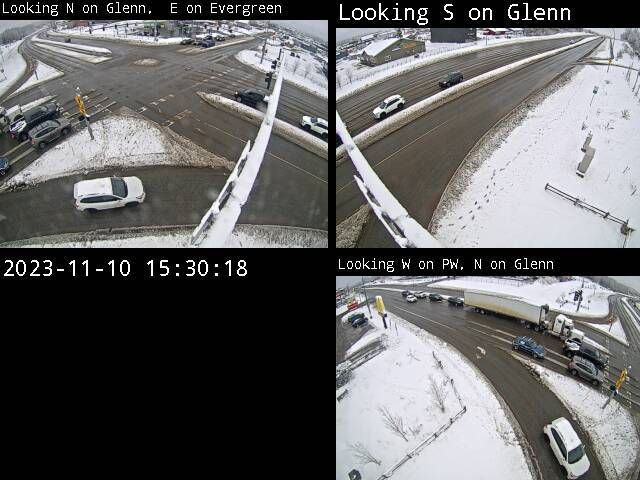 Looking N on Glenn,  E on Evergreen
Looking S on Glenn
2023-11-10 15:30:18
Looking W on PW, N on Glenn